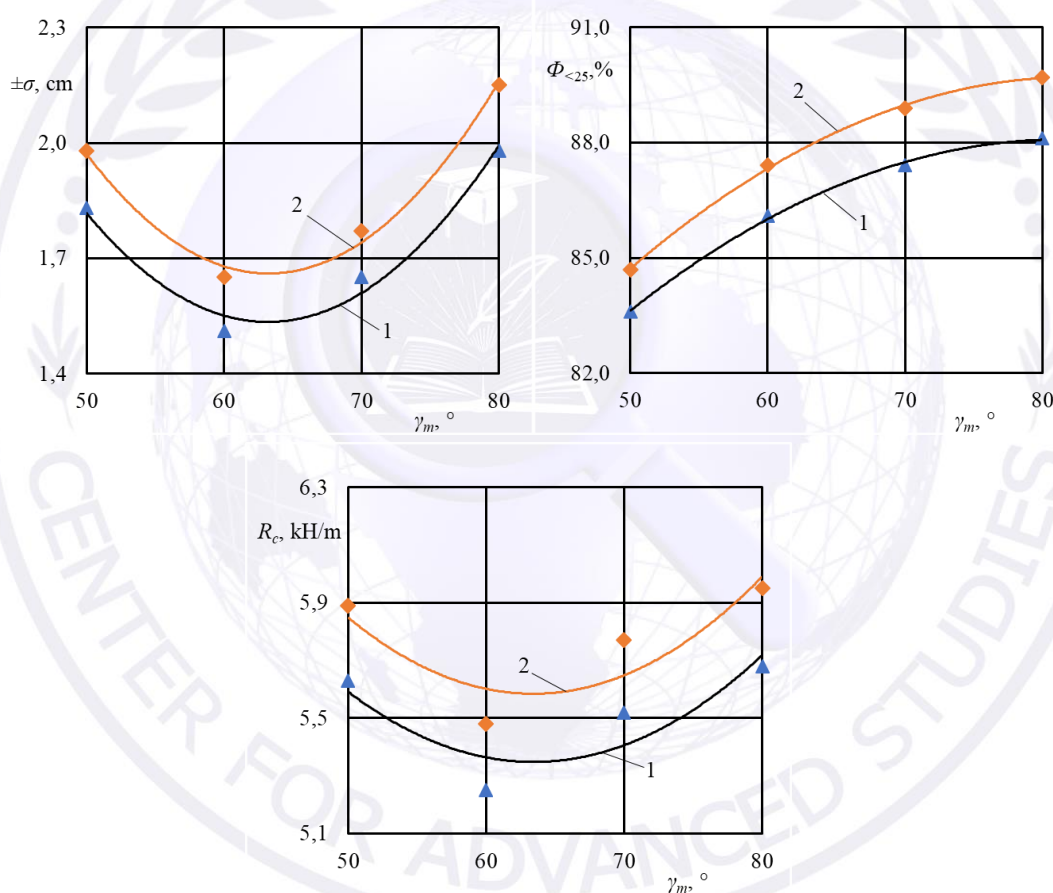 2,3
±σ, cm
2,0
1,7
1,4
50 60 70 80
γm, °
2
1
91,0
Φ<25,%
88,0
85,0
82,0
50 60 70 80
γm, °
2
1
6,3
Rc, kH/m
5,9
5,5
5,1
50 60 70 80
γm, °
2
1
CENTER FOR ADVANCED STUDIES